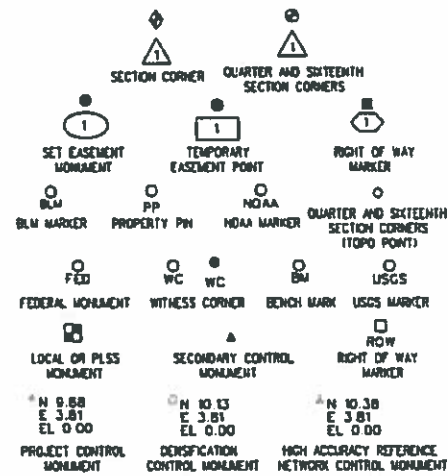 1 1
SECTION CORNER QUARTER AND SIXTEENTH
SECTION CORNERS
1 1 1
SET EASEMENT TEMPORARY RIGHT OF WAY
MONUMENT EASEMENT POINT MARKER
BLM PP NOAA
BLM MARKER PROPERTY PIN NOAA MARKER QUARTER AND SIXTEENTH
SECTION CORNERS
(TOPO POINT)
FED WC WC BM USGS
FEDERAL MONUMENT WITNESS CORNER BENCH MARK USGS MARKER
ROW
LOCAL OR PLSS SECONDARY CONTROL RIGHT OF WAY
MONUMENT MONUMENT MARKER
N 9.68 N 10.13 N 10.38
E 3.81 E 3.81 E 3.81
EL 0.00 EL 0.00 EL 0.00
PROJECT CONTROL DENSIFICATION HIGH ACCURACY REFERENCE
MONUMENT CONTROL MONUMENT NETWORK CONTROL MONUMENT